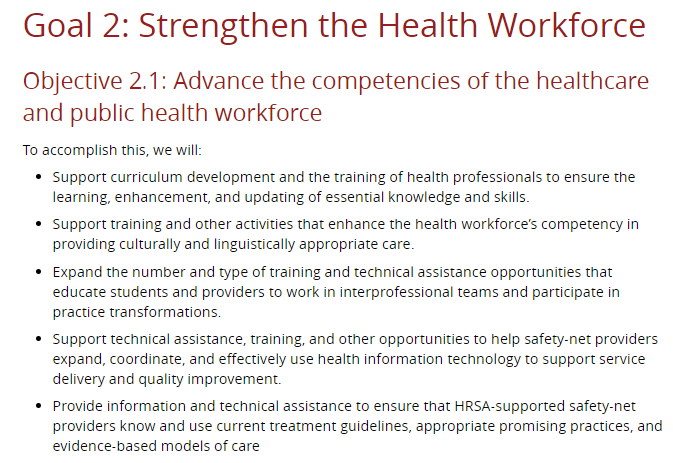 Goal 2: Strengthen the Health Workforce
Objective 2.1: Advance the competencies of the healthcare
and public health workforce
To accomplish this, we will:
• Support curriculum development and the training of health professionals to ensure the
learning, enhancement, and updating of essential knowledge and skills.
• Support training and other activities that enhance the health workforce’s competency in
providing culturally and linguistically appropriate care.
• Expand the number and type of training and technical assistance opportunities that
educate students and providers to work in interprofessional teams and participate in
practice transformations.
• Support technical assistance, training, and other opportunities to help safety-net providers
expand, coordinate, and effectively use health information technology to support service
delivery and quality improvement.
• Provide information and technical assistance to ensure that HRSA-supported safety-net
providers know and use current treatment guidelines, appropriate promising practices, and
evidence-based models of care